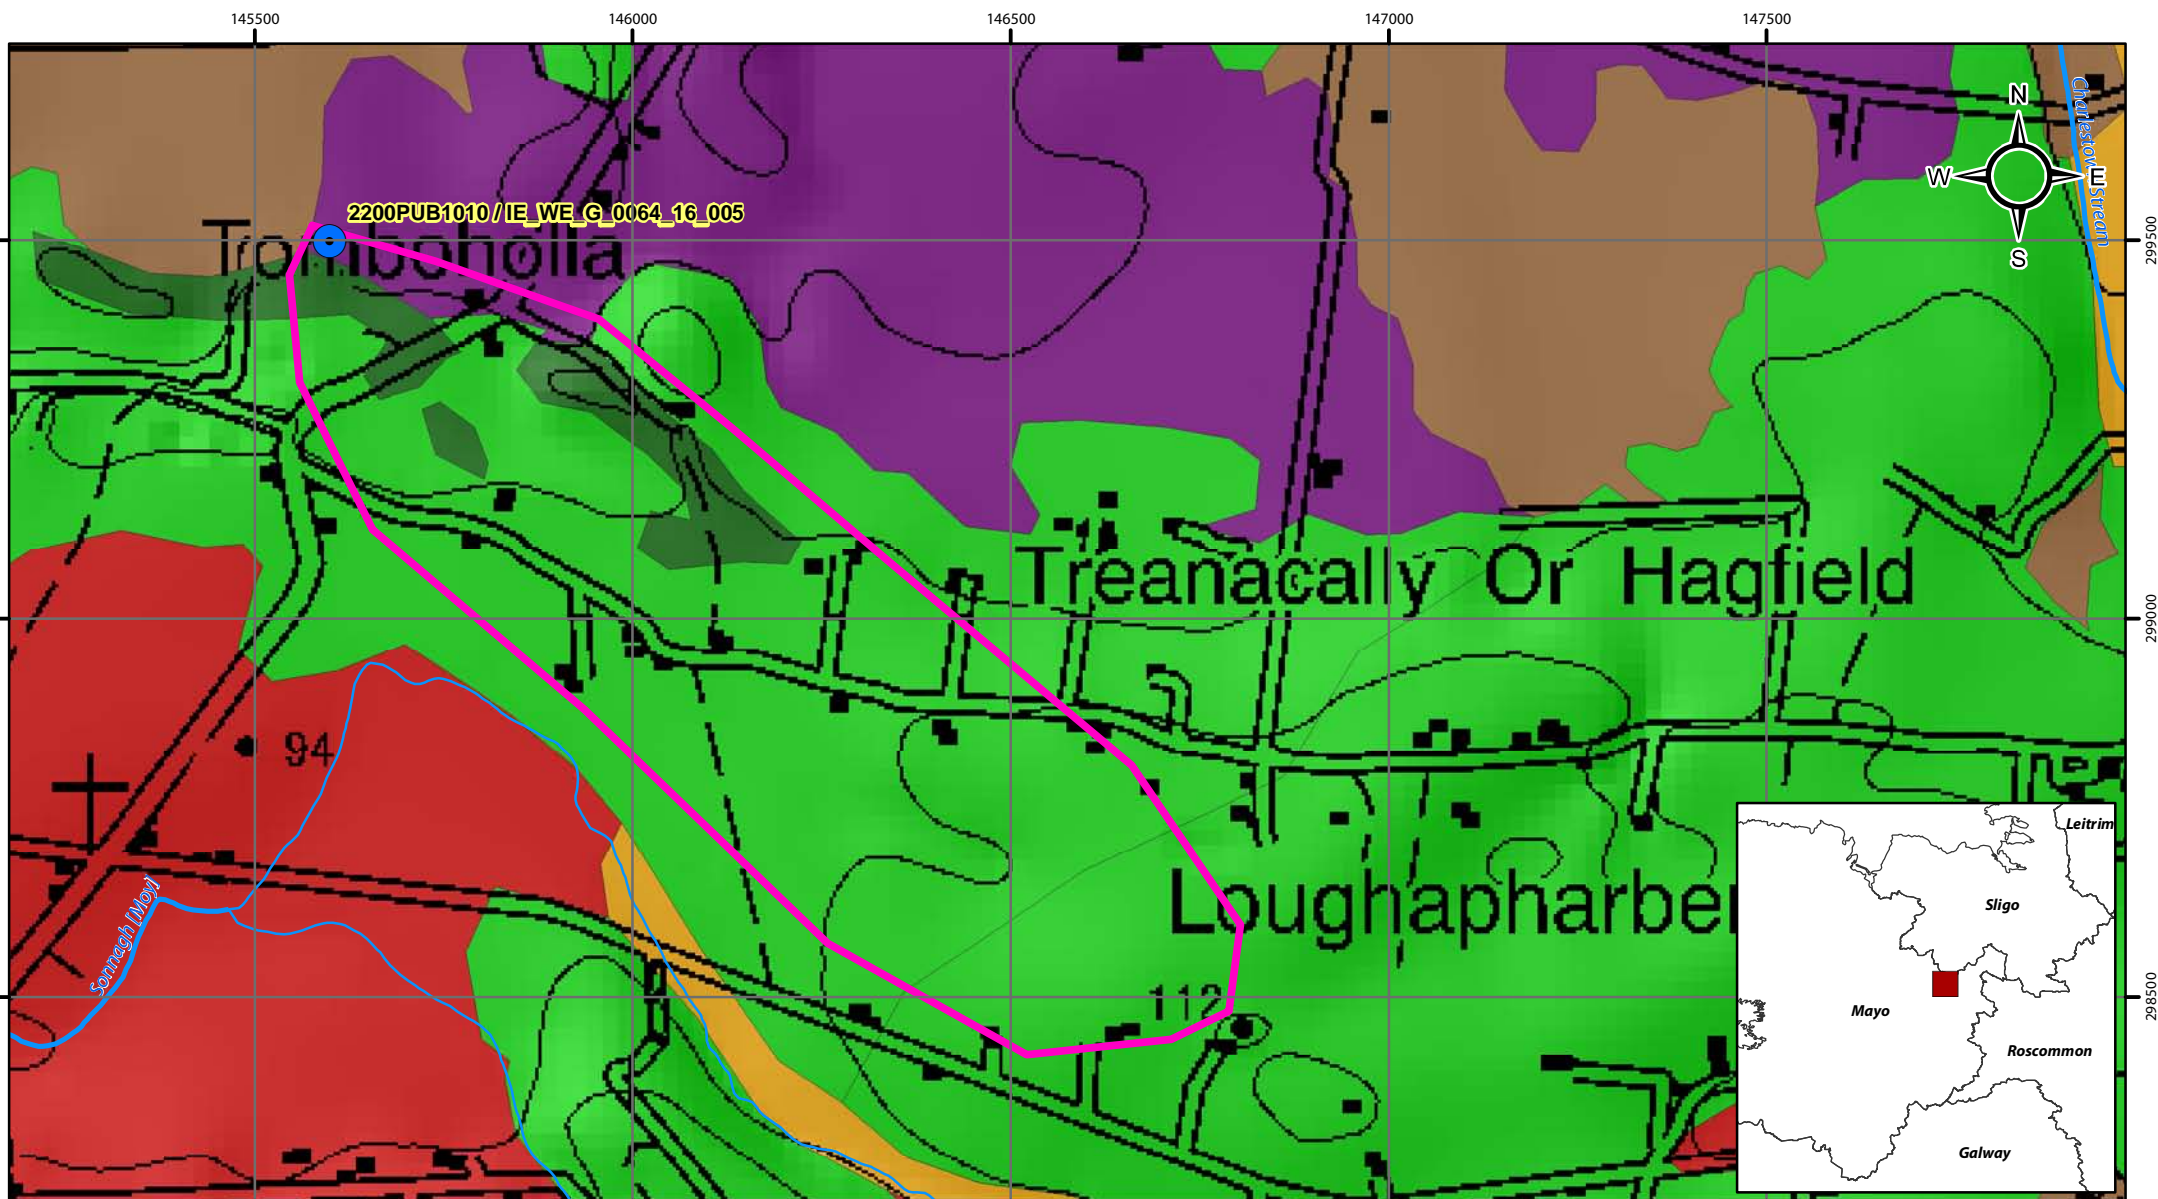 145500 146000 146500 147000 147500
N
W E
S
Charlestown Stream
2200PUB1010 / IE_WE_G_0064_16_005
Tromboholla
299500
Treanacally Or Hagfield
299000
94
Loughapharber
Sonnagh [Moy]
112
298500
Leitrim
Sligo
Mayo
Roscommon
Galway